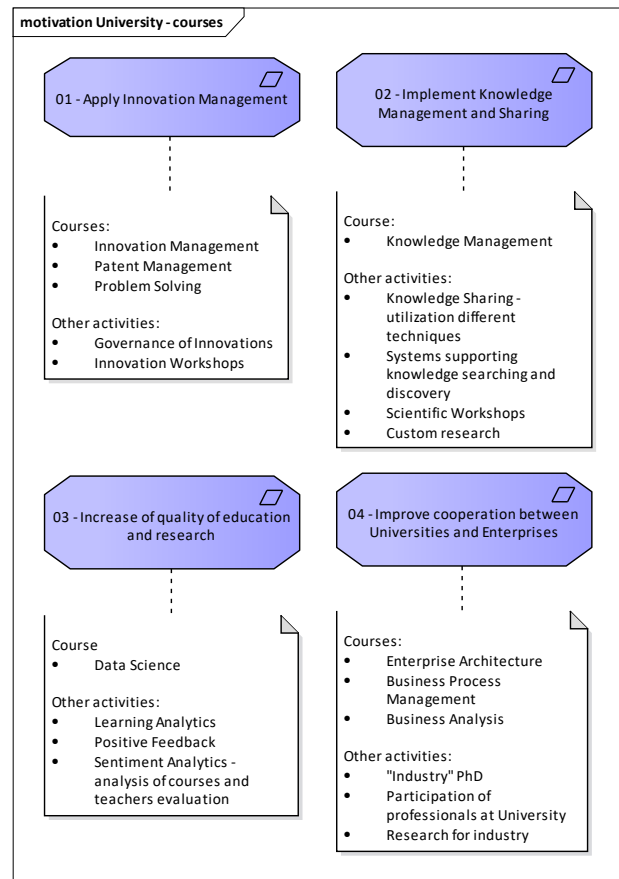 motivation University - courses
01 - Apply Innovation Management
02 - Implement Knowledge
Management and Sharing
Courses:
• Innovation Management
• Patent Management
• Problem Solving
Other activities:
• Governance of Innovations
• Innovation Workshops
Course:
• Knowledge Management
Other activities:
• Knowledge Sharing -
utilization different
techniques
• Systems supporting
knowledge searching and
discovery
• Scientific Workshops
• Custom research
03 - Increase of quality of education
and research
04 - Improve cooperation between
Universities and Enterprises
Course
• Data Science
Other activities:
• Learning Analytics
• Positive Feedback
• Sentiment Analytics -
analysis of courses and
teachers evaluation
Courses:
• Enterprise Architecture
• Business Process
Management
• Business Analysis
Other activities:
• "Industry" PhD
• Participation of
professionals at University
• Research for industry